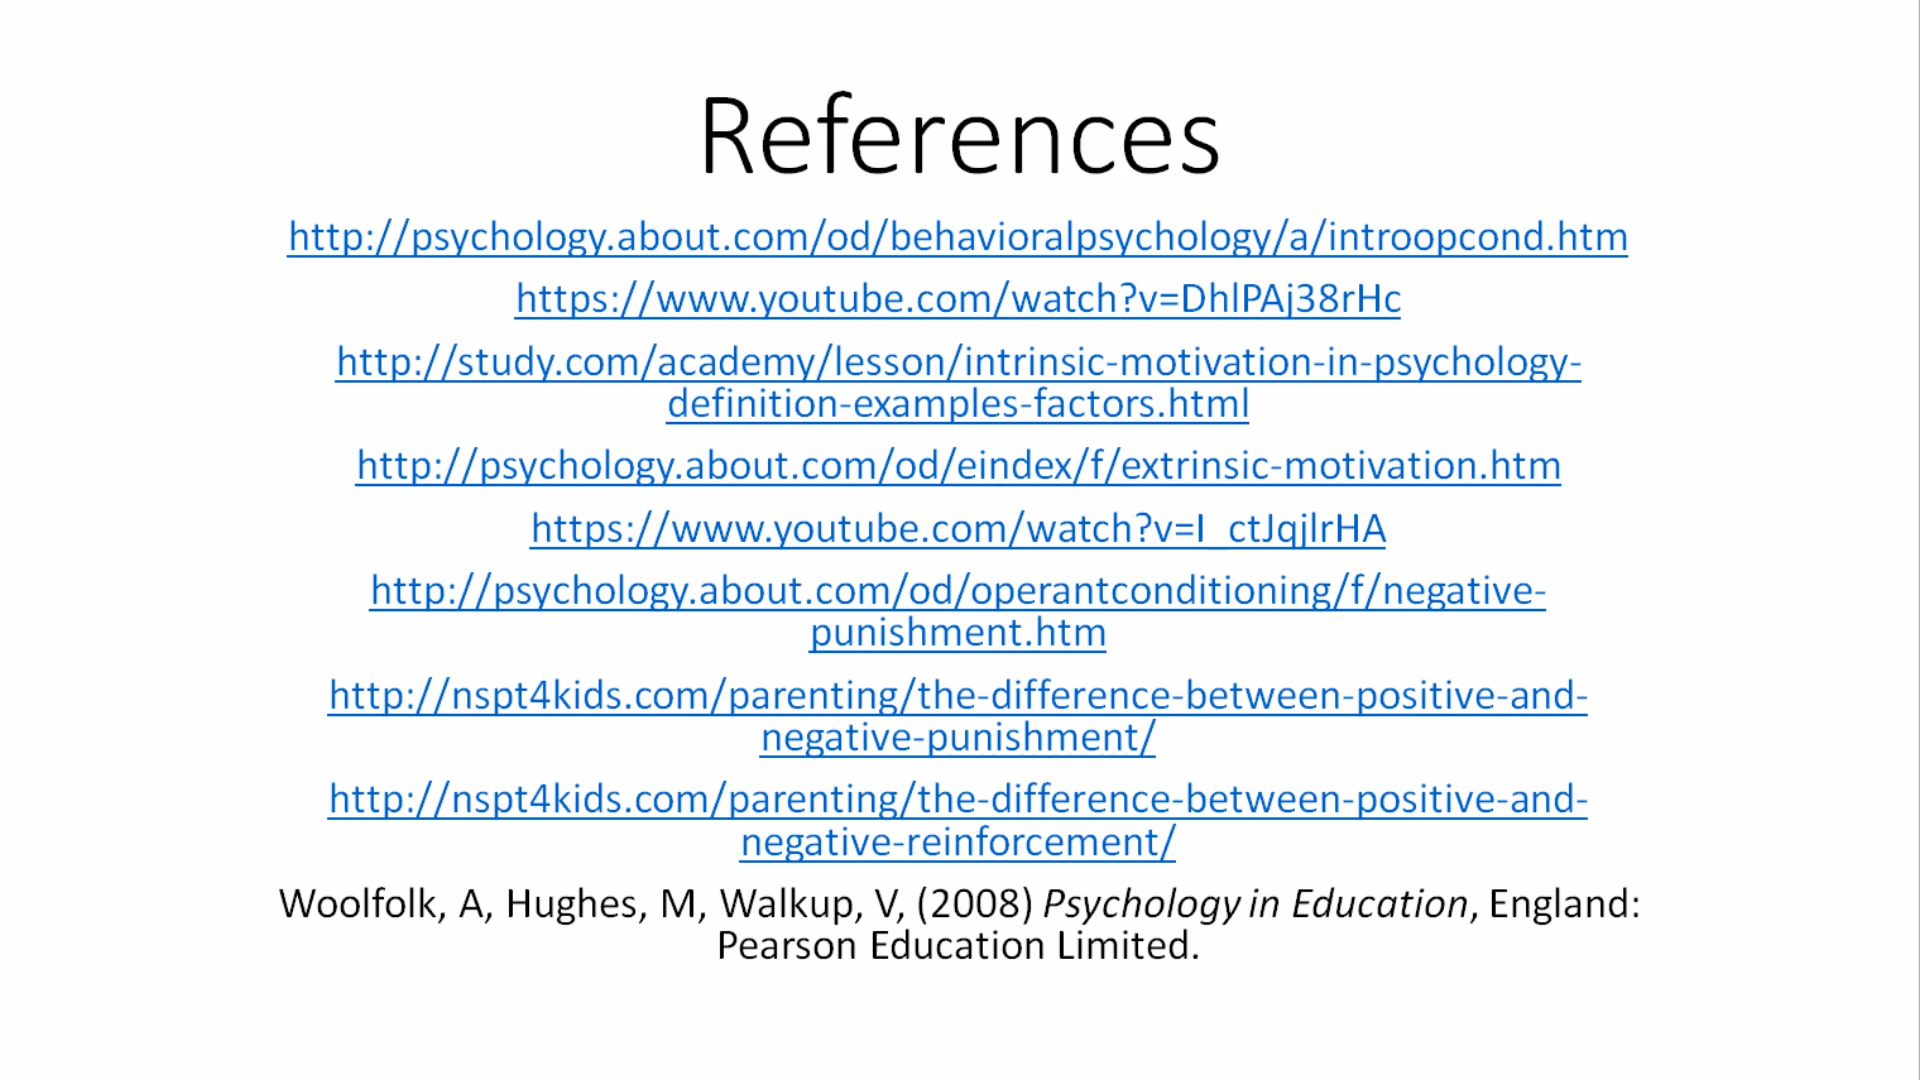 References
http://psychology.about.com/od/behavioralpsychology/a/introopcond.htm
https://www.youtube.com/watch?v=DhlPAj38rHc
http://study.com/academy/lesson/intrinsic-motivation-in-psychology-
definition-examples-factors.html
http://psychology.about.com/od/eindex/f/extrinsic-motivation.htm
https://www.youtube.com/watch?v=I_ctJqjlrHA
http://psychology.about.com/od/operantconditioning/f/negative-
punishment.htm
http://nspt4kids.com/parenting/the-difference-between-positive-and-
negative-punishment/
http://nspt4kids.com/parenting/the-difference-between-positive-and-
negative-reinforcement/
Woolfolk, A, Hughes, M, Walkup, V, (2008) Psychology in Education, England:
Pearson Education Limited.